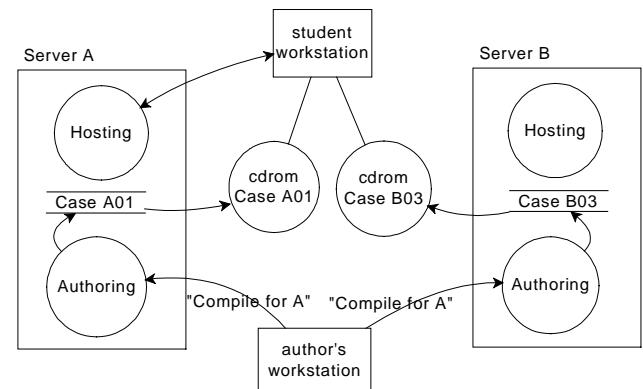 student
workstation
Server A
Server B
Hosting
Hosting
cdrom
Case A01
cdrom
Case B03
Case A01
Case B03
Authoring
Authoring
"Compile for A"
"Compile for A"
author's
workstation